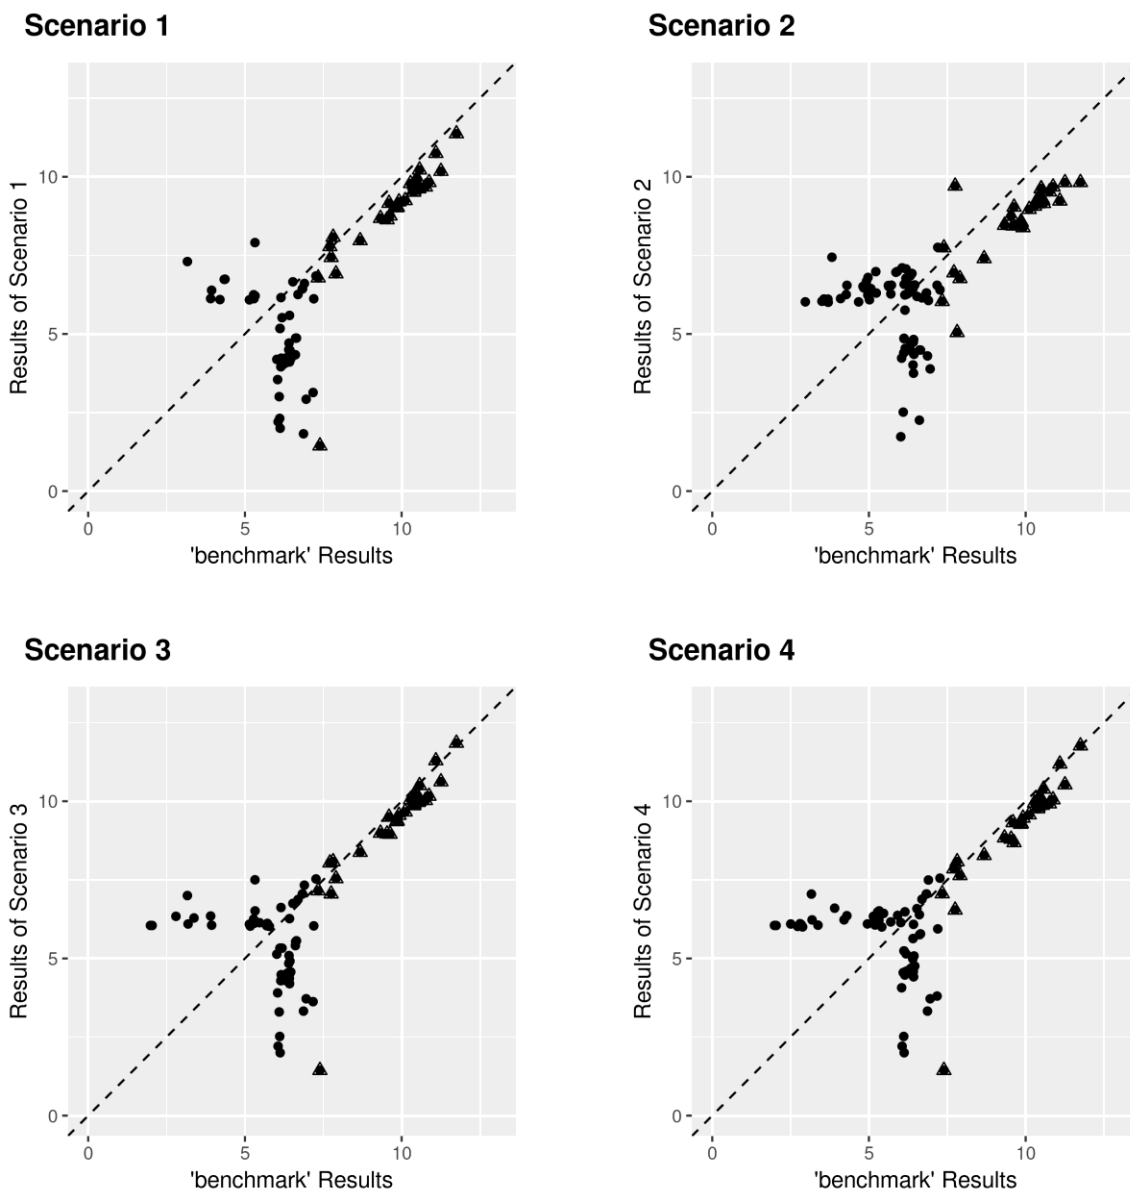 Scenario 1
10
5
0
0
5
10
Results of Scenario 1
'benchmark' Results
Scenario 2
10
5
0
0
5
10
Results of Scenario 2
'benchmark' Results
Scenario 3
10
5
0
0
5
10
Results of Scenario 3
'benchmark' Results
Scenario 4
10
5
0
0
5
10
Results of Scenario 4
'benchmark' Results